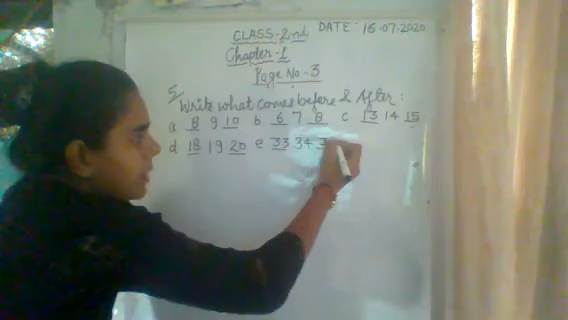 CLASS-2nd DATE: 16-07-2020
Chapter-1
Page No-3
5. Write what comes before & After:
a 8 9 10 b 6 7 8 c 13 14 15
d 18 19 20 e 33 34 3